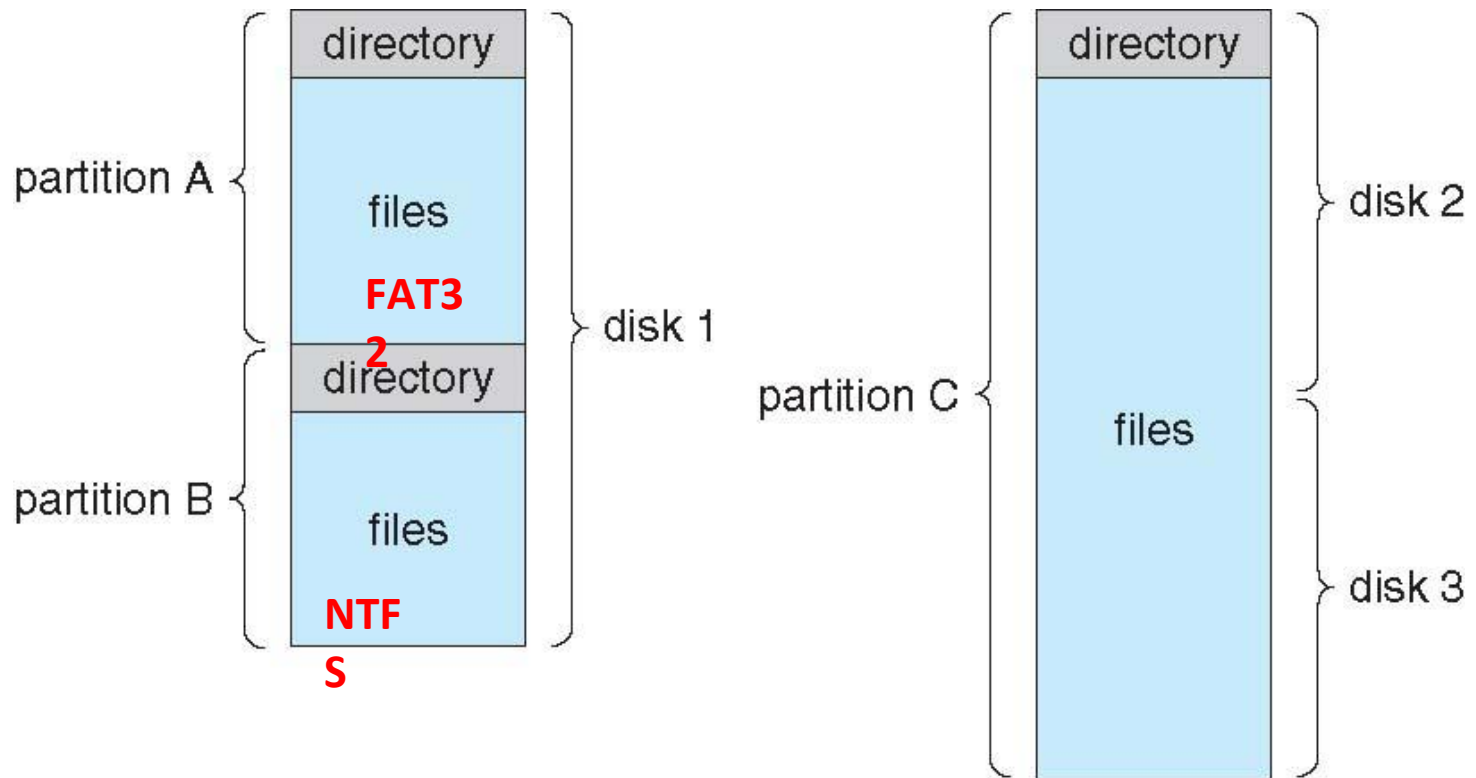 directory
partition A
files
FAT3
2
disk 1
directory
partition B
files
NTF
S
directory
disk 2
partition C
files
disk 3